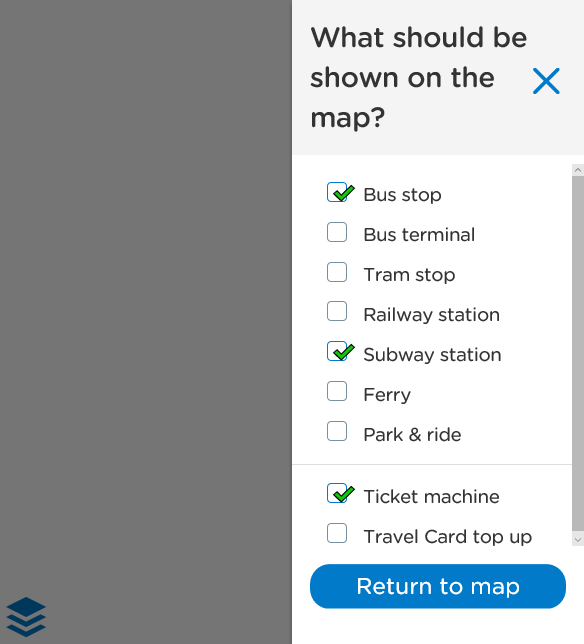 What should be
shown on the
map?
Bus stop
Bus terminal
Tram stop
Railway station
Subway station
Ferry
Park & ride
Ticket machine
Travel Card top up
Return to map